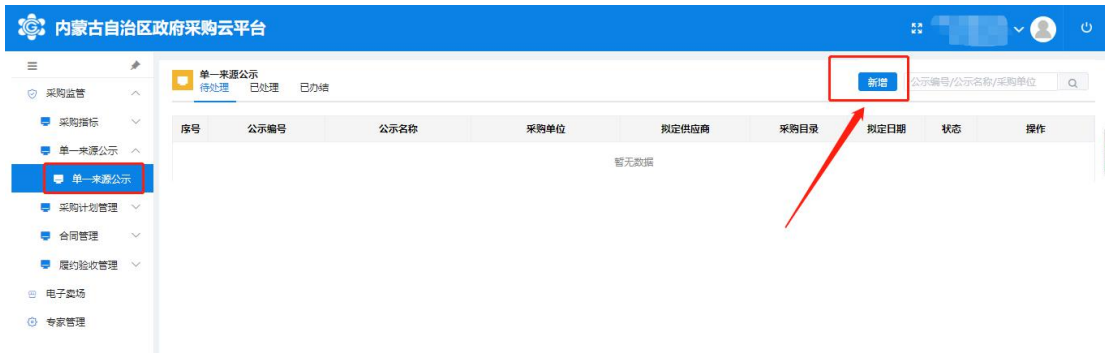 内蒙古自治区政府采购云平台
采购监管
采购指标
单一来源公示
单一来源公示
采购计划管理
合同管理
履约验收管理
电子卖场
专家管理
单一来源公示
待处理 已处理 已办结
新增 公示编号/公示名称/采购单位
序号 公示编号 公示名称 采购单位 拟定供应商 采购目录 拟定日期 状态 操作
暂无数据